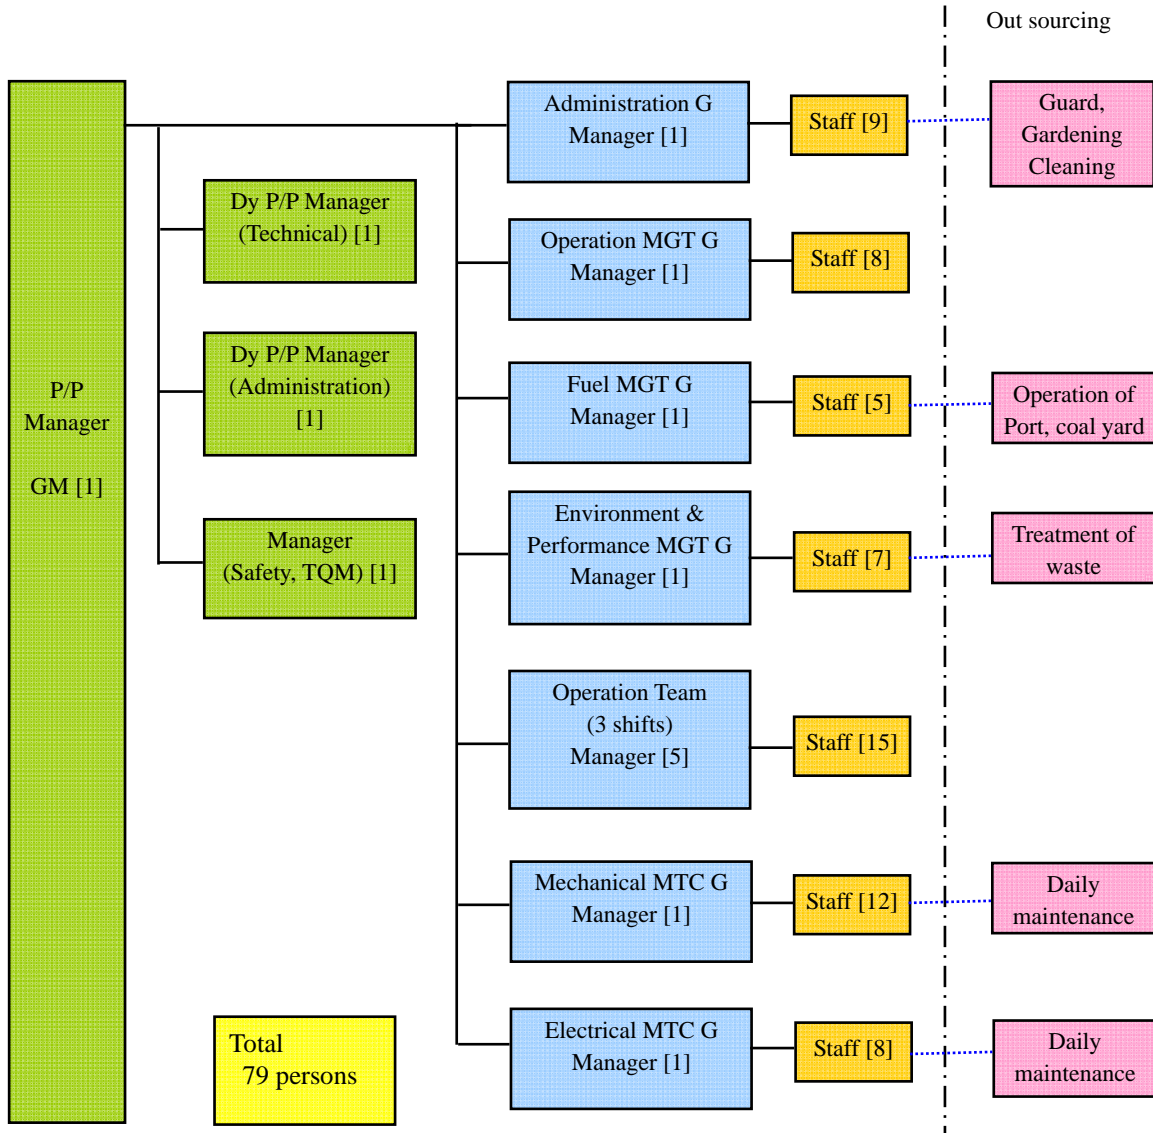 Out sourcing
P/P
Manager
GM [1]
Dy P/P Manager
(Technical) [1]
Dy P/P Manager
(Administration)
[1]
Manager
(Safety, TQM) [1]
Total
79 persons
Administration G
Manager [1]
Staff [9]
Guard,
Gardening
Cleaning
Operation MGT G
Manager [1]
Staff [8]
Fuel MGT G
Manager [1]
Staff [5]
Operation of
Port, coal yard
Environment &
Performance MGT G
Manager [1]
Staff [7]
Treatment of
waste
Operation Team
(3 shifts)
Manager [5]
Staff [15]
Mechanical MTC G
Manager [1]
Staff [12]
Daily
maintenance
Electrical MTC G
Manager [1]
Staff [8]
Daily
maintenance